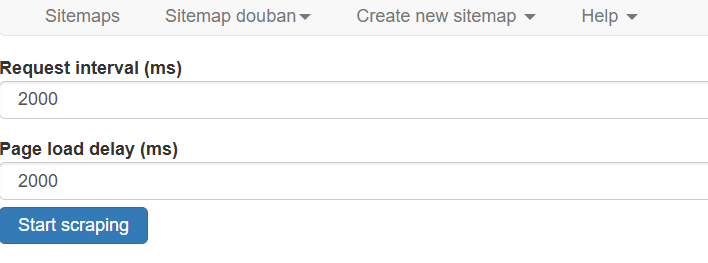 Sitemaps Sitemap douban Create new sitemap Help
Request interval (ms)
2000
Page load delay (ms)
2000
Start scraping